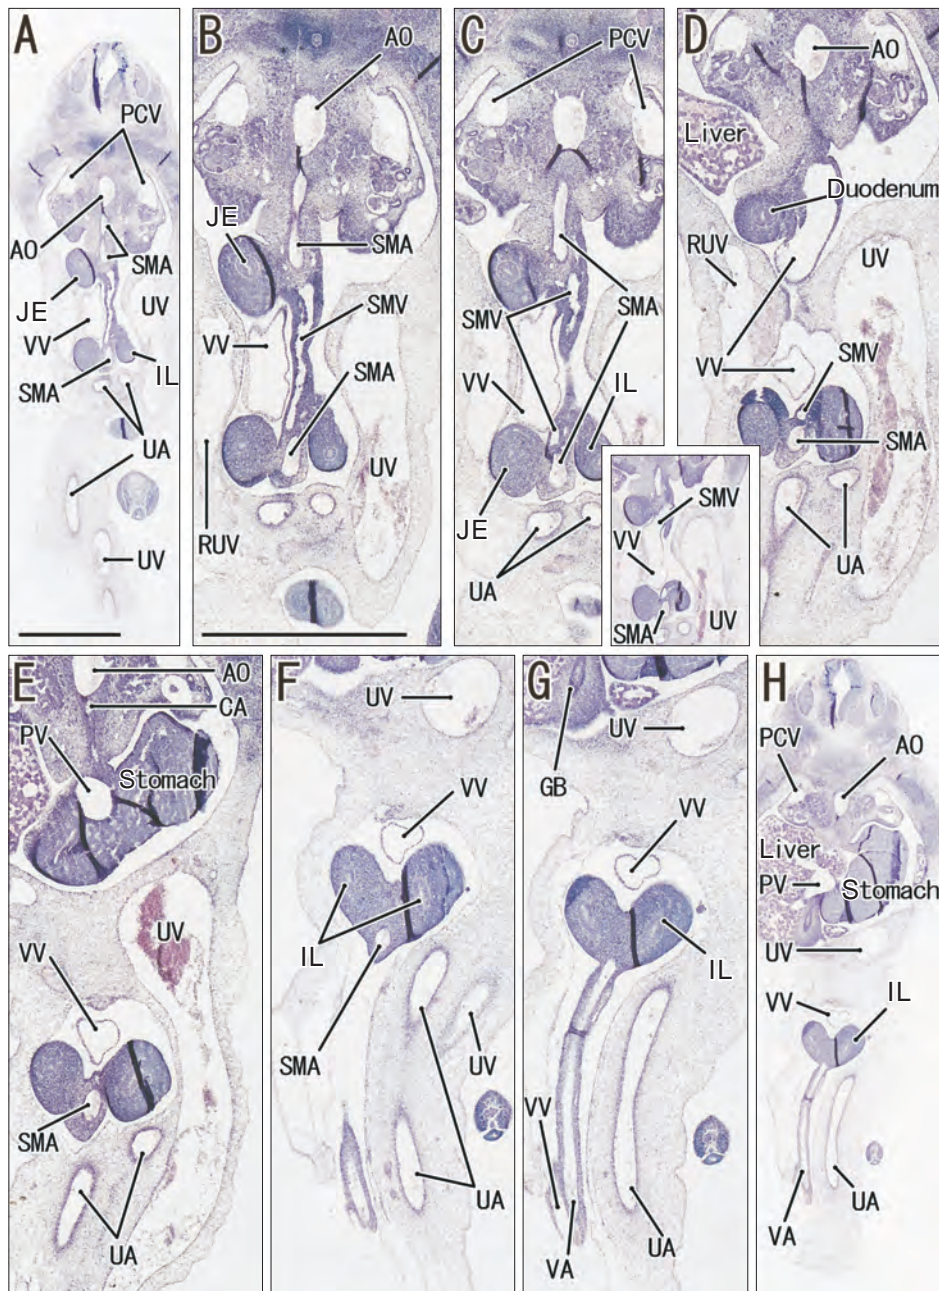 A
PCV
AO
SMA
JE
UV
VV
SMA
IL
UA
UV
B
AO
JE
SMA
SMV
VV
SMA
UV
RUV
C
PCV
SMV
SMA
VV
IL
JE
UA
SMV
VV
SMA
UV
D
AO
Liver
Duodenum
RUV
UV
VV
SMV
SMA
UA
E
AO
CA
PV
Stomach
UV
VV
SMA
UA
F
UV
VV
IL
SMA
UV
UA
G
UV
GB
VV
IL
VV
VA
UA
H
PCV
AO
Liver
PV
Stomach
UV
VV
IL
VA
UA